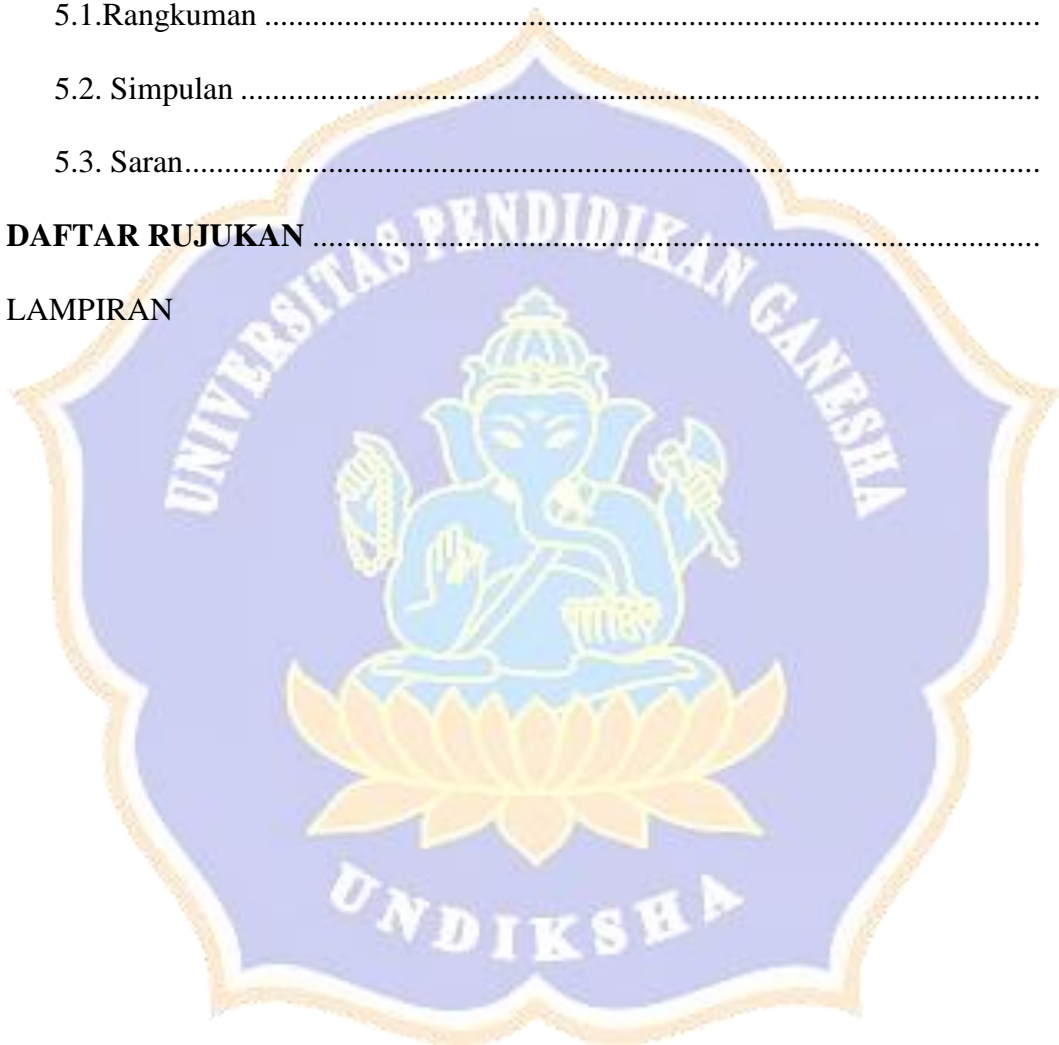 5.1.Rangkuman ................................................................................................
5.2. Simpulan ...................................................................................................
5.3. Saran..........................................................................................................
DAFTAR RUJUKAN ..........................................................................................
LAMPIRAN
UNIVERSITAS PENDIDIKAN GANESHA
UNDIKSHA